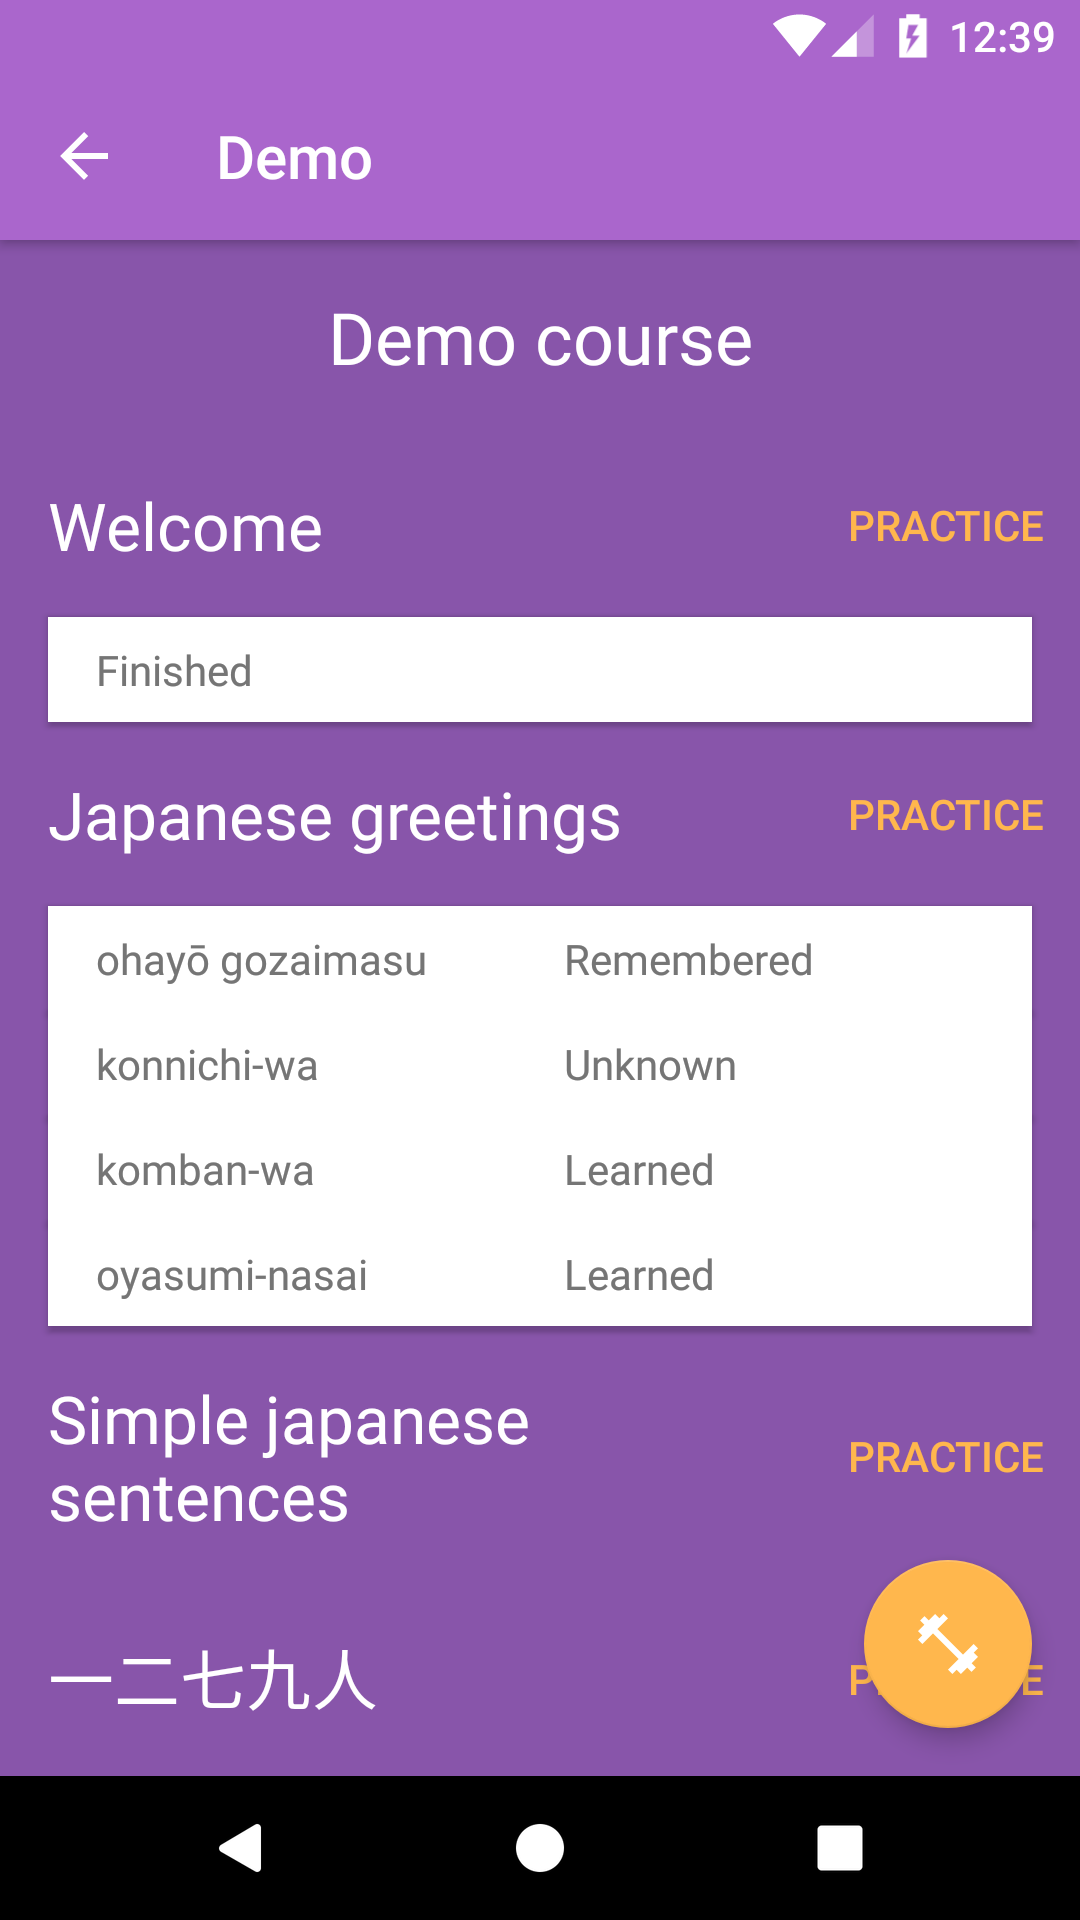 12:39
Demo
Demo course
Welcome PRACTICE
Finished
Japanese greetings PRACTICE
ohayō gozaimasu Remembered
konnichi-wa Unknown
komban-wa Learned
oyasumi-nasai Learned
Simple japanese
sentences PRACTICE
一二七九人